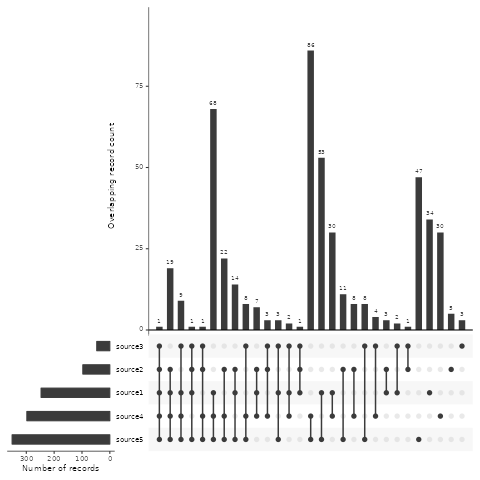 Overlapping record count
75
50
25
0
1 19 9 1 1 68 22 14 8 7 3 3 2 1 86 53 30 11 8 8 4 3 2 1 47 34 30 5 3
source3
source2
source1
source4
source5
300 200 100 0
Number of records